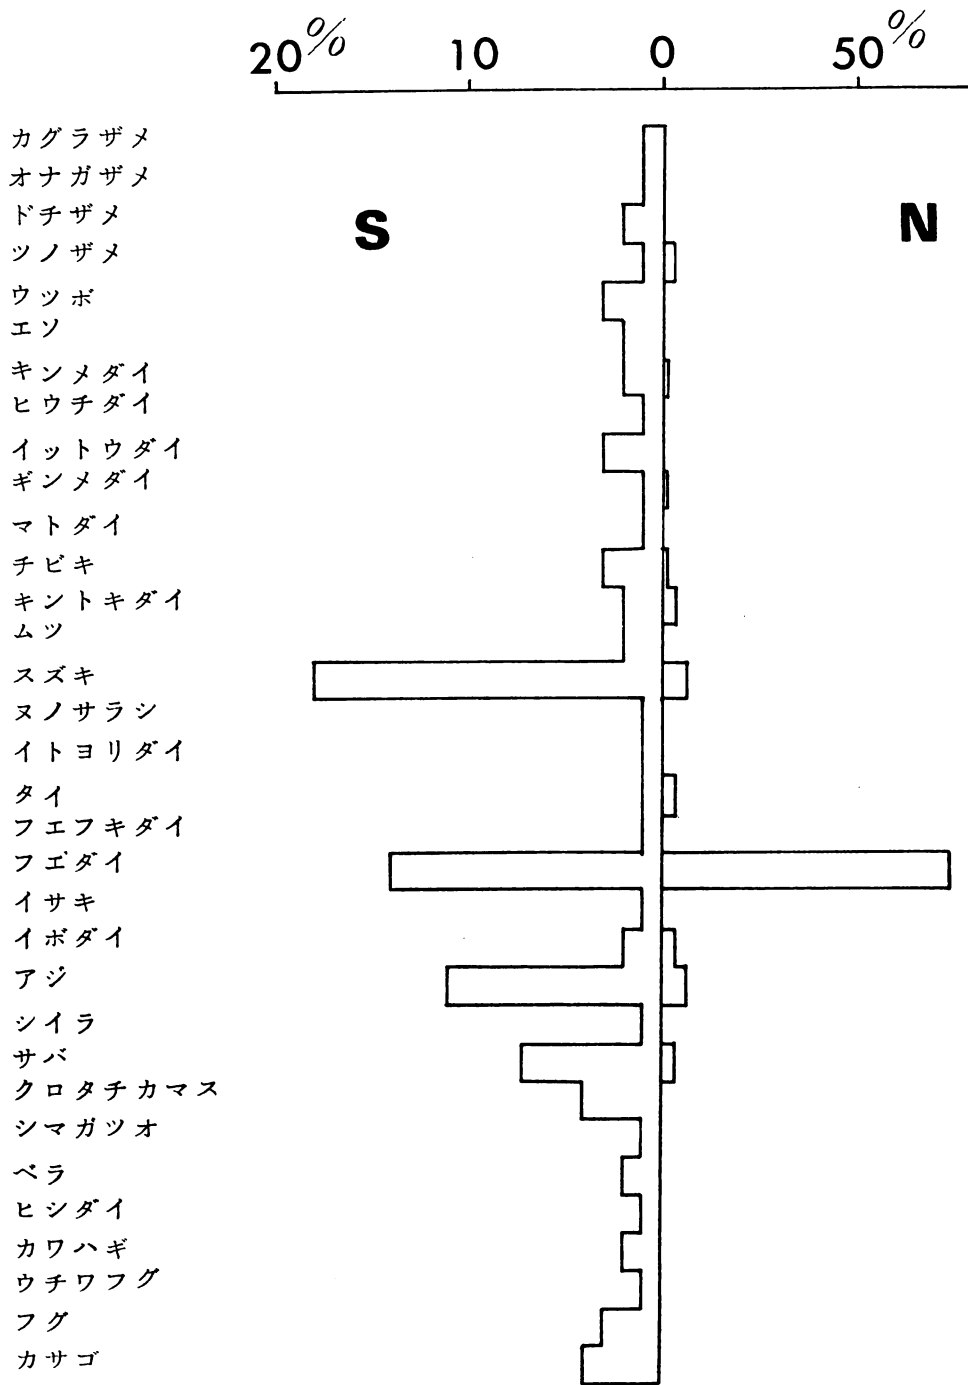 20% 10 0 50%
S N
カグラザメ
オナガザメ
ドチザメ
ツノザメ
ウツボ
エソ
キンメダイ
ヒウチダイ
イットウダイ
ギンメダイ
マトダイ
チビキ
キントキダイ
ムツ
スズキ
ヌノサラシ
イトヨリダイ
タイ
フエフキダイ
フエダイ
イサキ
イボダイ
アジ
シイラ
サバ
クロタチカマス
シマガツオ
ベラ
ヒシダイ
カワハギ
ウチワフグ
フグ
カサゴ